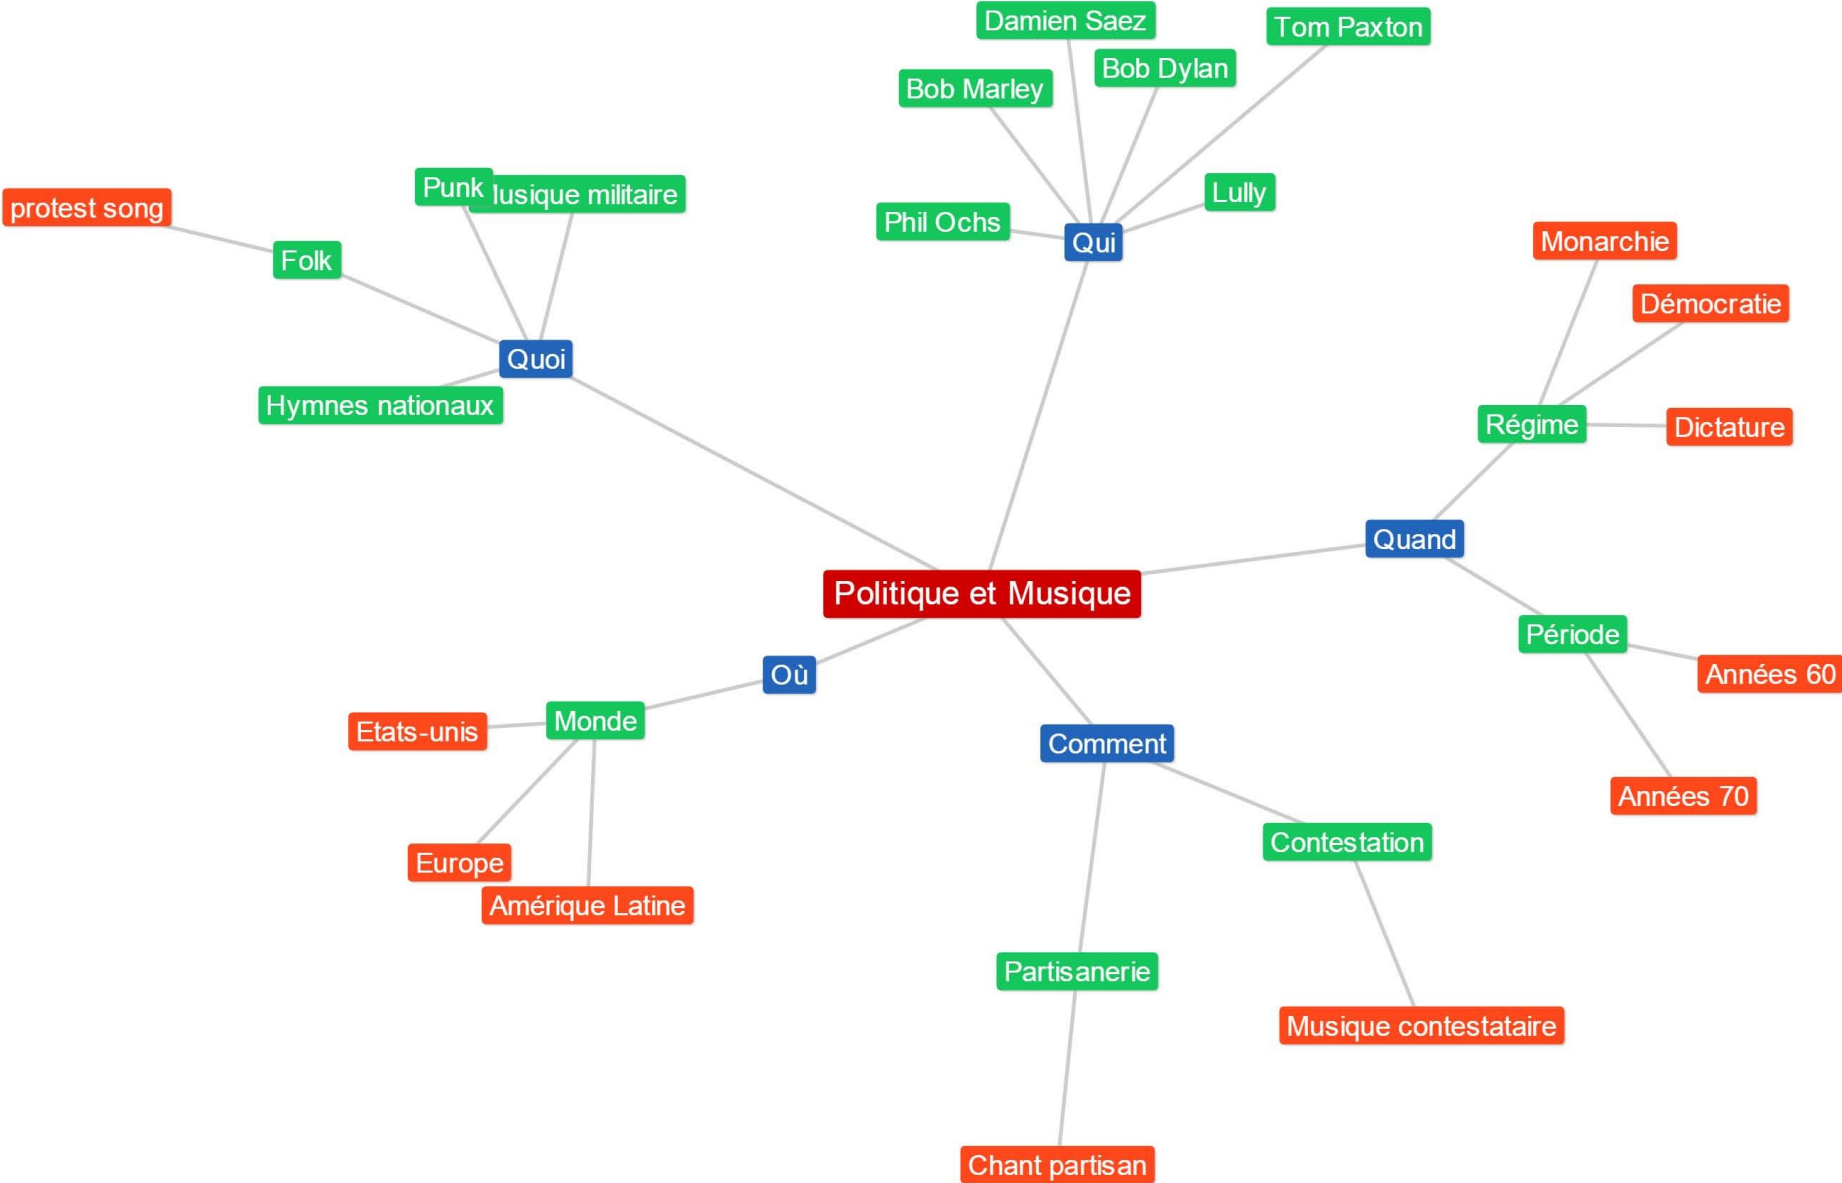 Damien Saez
Tom Paxton
Bob Dylan
Bob Marley
Punk
usique militaire
protest song
Lully
Phil Ochs
Qui
Folk
Monarchie
Démocratie
Quoi
Hymnes nationaux
Régime
Dictature
Quand
Politique et Musique
Période
Où
Années 60
Monde
Etats-unis
Comment
Années 70
Contestation
Europe
Amérique Latine
Partisanerie
Musique contestataire
Chant partisan